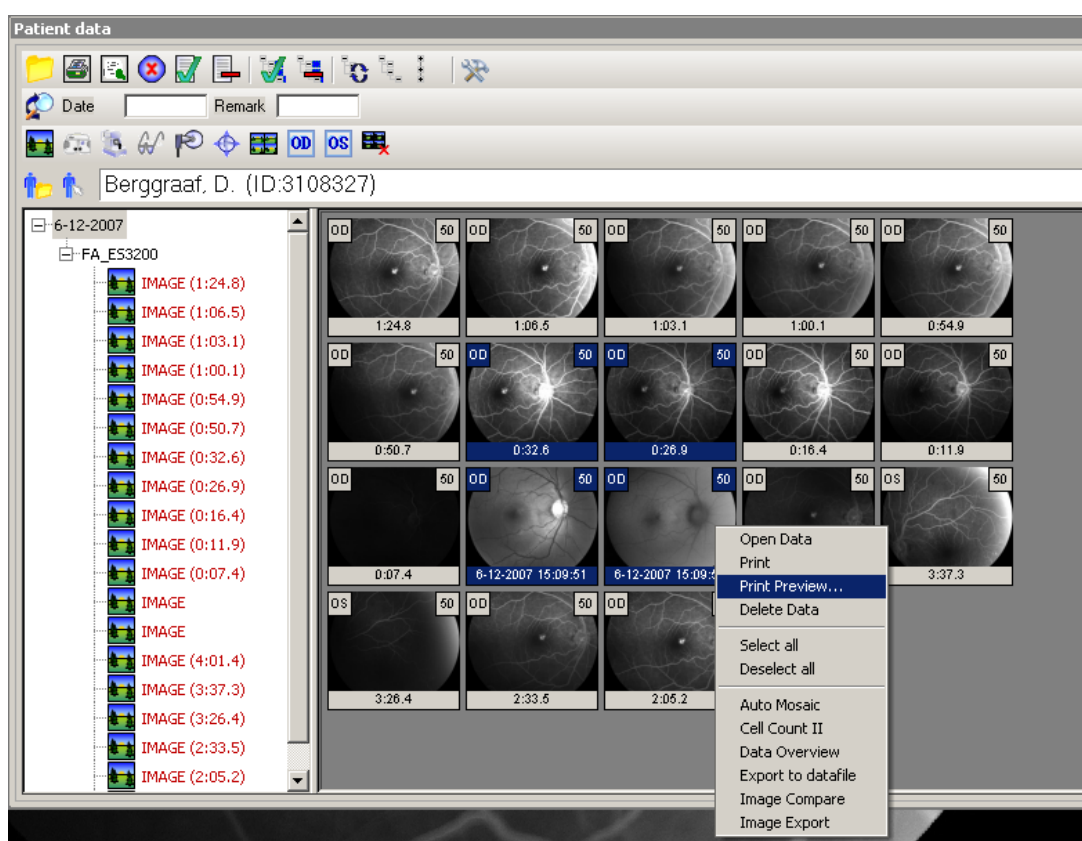 Patient data
Date Remark
OD OS
Berggraaf, D. (ID:3108327)
6-12-2007
FA_ES3200
IMAGE (1:24.8)
IMAGE (1:06.5)
IMAGE (1:03.1)
IMAGE (1:00.1)
IMAGE (0:54.9)
IMAGE (0:50.7)
IMAGE (0:32.6)
IMAGE (0:26.9)
IMAGE (0:16.4)
IMAGE (0:11.9)
IMAGE (0:07.4)
IMAGE
IMAGE
IMAGE (4:01.4)
IMAGE (3:37.3)
IMAGE (3:26.4)
IMAGE (2:33.5)
IMAGE (2:05.2)
OD 50 OD 50 OD 50 OD 50 OD 50
1:24.8 1:06.5 1:03.1 1:00.1 0:54.9
OD 50 OD 50 OD 50 OD 50 OD 50
0:50.7 0:32.6 0:26.9 0:16.4 0:11.9
OD 50 OD 50 OD 50 OD 50 OS 50
0:07.4 6-12-2007 15:09:51 6-12-2007 3:37.3
OS 50 OD 50 OD
3:26.4 2:33.5 2:05.2
Open Data
Print
Print Preview...
Delete Data
Select all
Deselect all
Auto Mosaic
Cell Count II
Data Overview
Export to datafile
Image Compare
Image Export